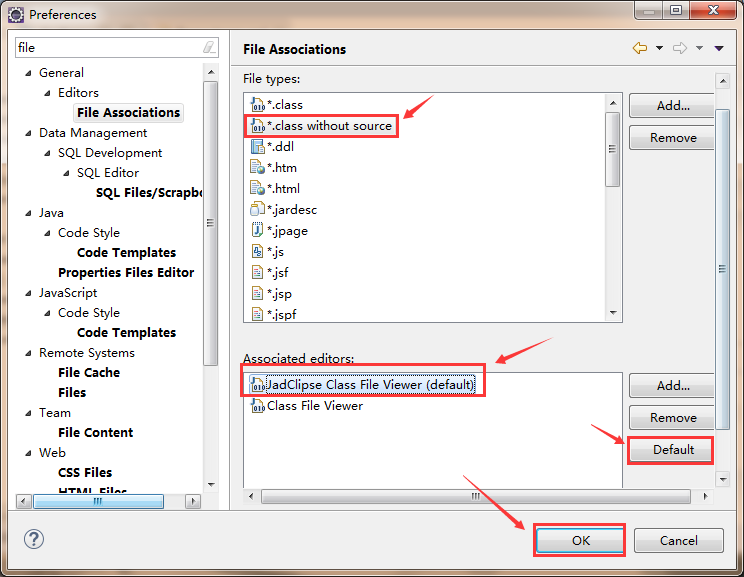 Preferences
file
General
Editors
File Associations
Data Management
SQL Development
SQL Editor
SQL Files/Scrapbo
Java
Code Style
Code Templates
Properties Files Editor
JavaScript
Code Style
Code Templates
Remote Systems
File Cache
Files
Team
File Content
Web
CSS Files
HTML Files
File Associations
File types:
*.class
*.class without source
*.ddl
*.htm
*.html
*.jardesc
*.jpage
*.js
*.jsf
*.jsp
*.jspf
Add...
Remove
Associated editors:
JadClipse Class File Viewer (default)
Class File Viewer
Add...
Remove
Default
OK
Cancel